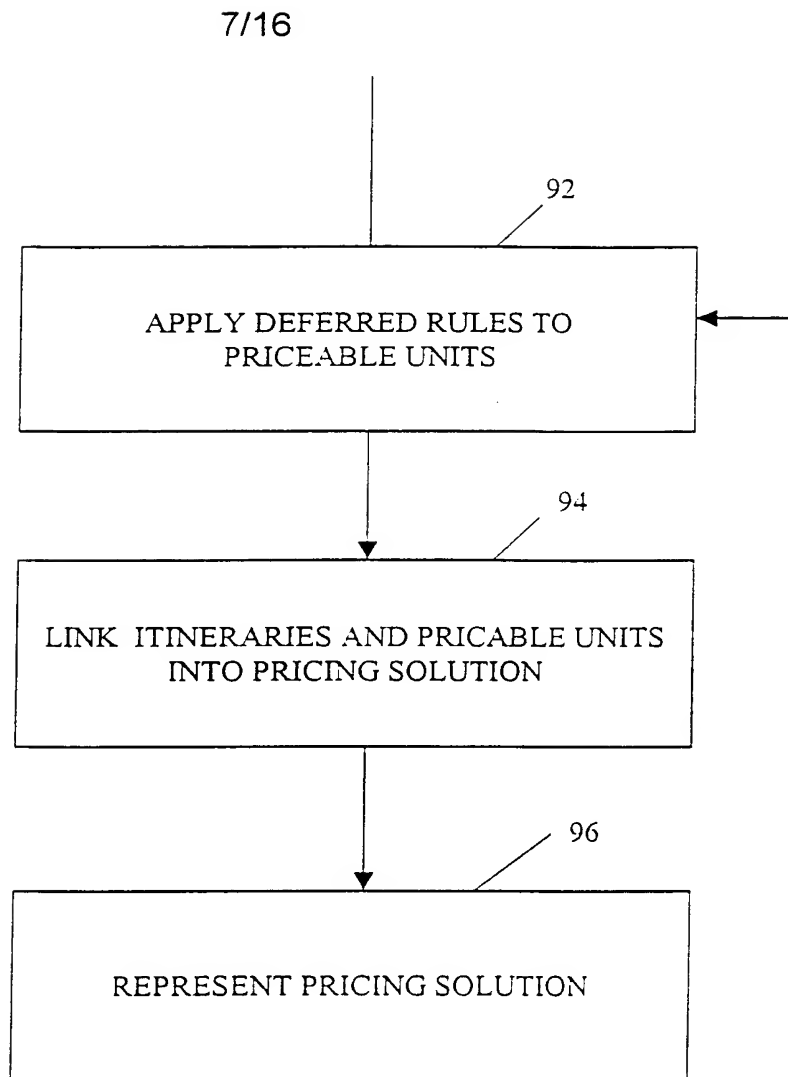 7/16
92
APPLY DEFERRED RULES TO
PRICEABLE UNITS
94
LINK ITINERARIES AND PRICABLE UNITS
INTO PRICING SOLUTION
96
REPRESENT PRICING SOLUTION